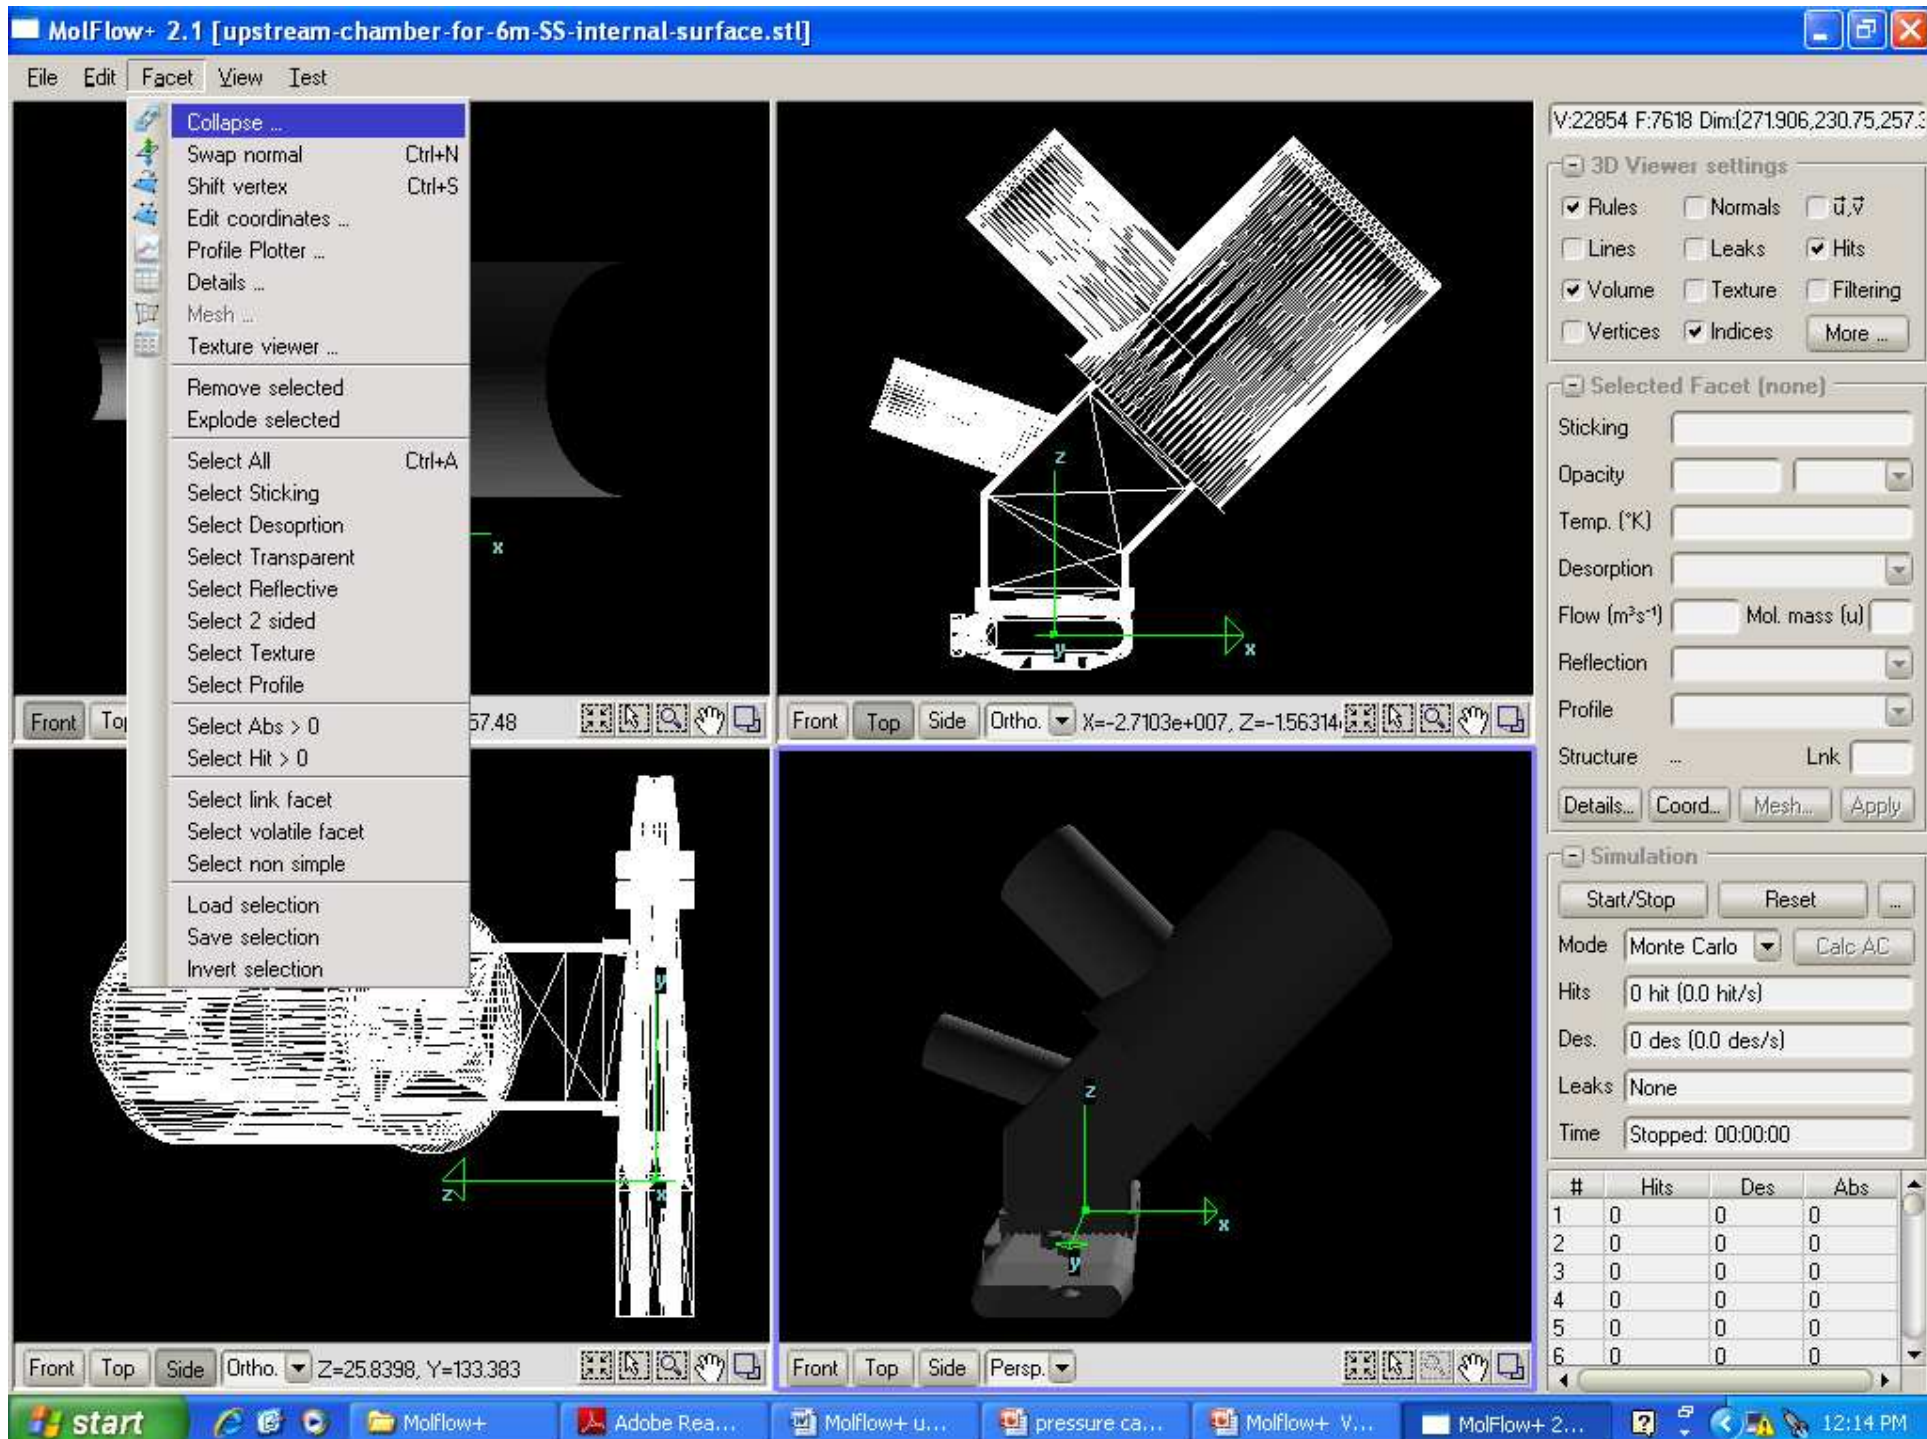 MolFlow+ 2.1 [upstream-chamber-for-6m-SS-internal-surface.stl]
File Edit Facet View Test
Collapse ...
Swap normal Ctrl+N
Shift vertex Ctrl+S
Edit coordinates ...
Profile Plotter ...
Details ...
Mesh ...
Texture viewer ...
Remove selected
Explode selected
Select All Ctrl+A
Select Sticking
Select Desoprtion
Select Transparent
Select Reflective
Select 2 sided
Select Texture
Select Profile
Select Abs > 0
Select Hit > 0
Select link facet
Select volatile facet
Select non simple
Load selection
Save selection
Invert selection
x
Front Top 57.48
z
y
x
Front Top Side Ortho. X=-2.7103e+007, Z=-1.56314
y
z
x
Front Top Side Ortho. Z=25.8398, Y=133.383
z
x
y
Front Top Side Persp.
V:22854 F:7618 Dim:(271.906,230.75,257.3
3D Viewer settings
Rules Normals u⃗,v⃗
Lines Leaks Hits
Volume Texture Filtering
Vertices Indices More ...
Selected Facet (none)
Sticking
Opacity
Temp. (°K)
Desorption
Flow (m³s⁻¹) Mol. mass (u)
Reflection
Profile
Structure ... Lnk
Details... Coord... Mesh... Apply
Simulation
Start/Stop Reset ...
Mode Monte Carlo Calc AC
Hits 0 hit (0.0 hit/s)
Des. 0 des (0.0 des/s)
Leaks None
Time Stopped: 00:00:00
# Hits Des Abs
1 0 0 0
2 0 0 0
3 0 0 0
4 0 0 0
5 0 0 0
6 0 0 0
start Molflow+ Adobe Rea... Molflow+ u... pressure ca... Molflow+ V... MolFlow+ 2... 12:14 PM